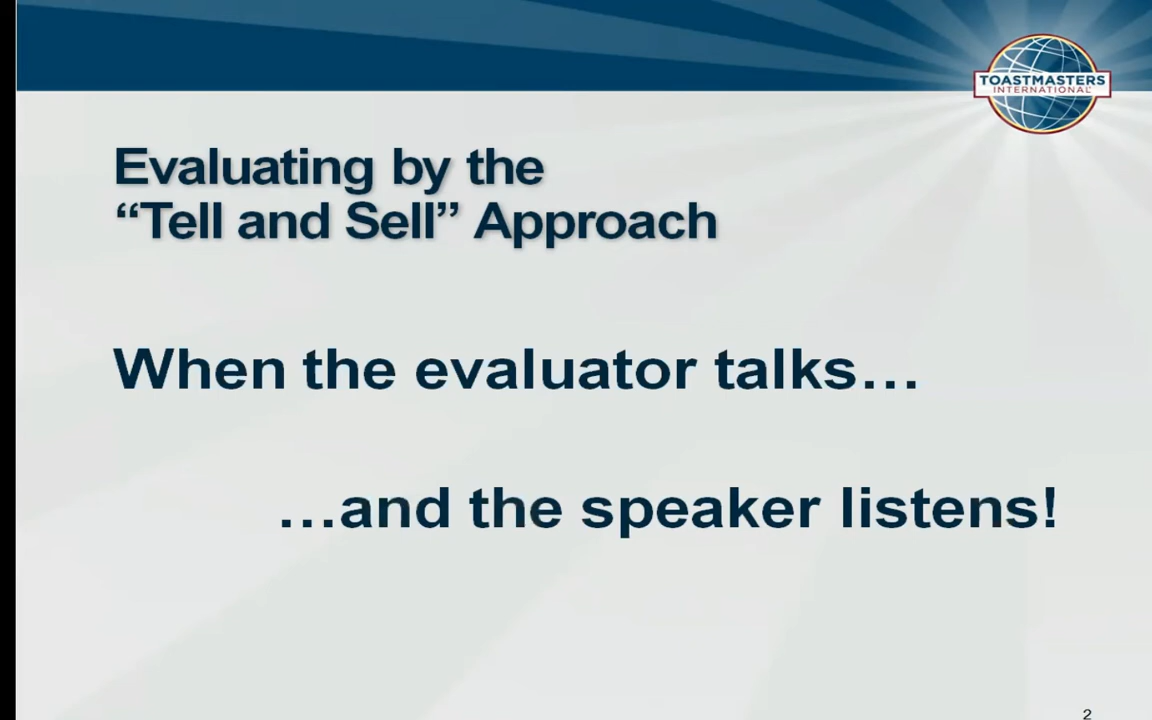 TOASTMASTERS
INTERNATIONAL
Evaluating by the
“Tell and Sell” Approach
When the evaluator talks…
…and the speaker listens!
2